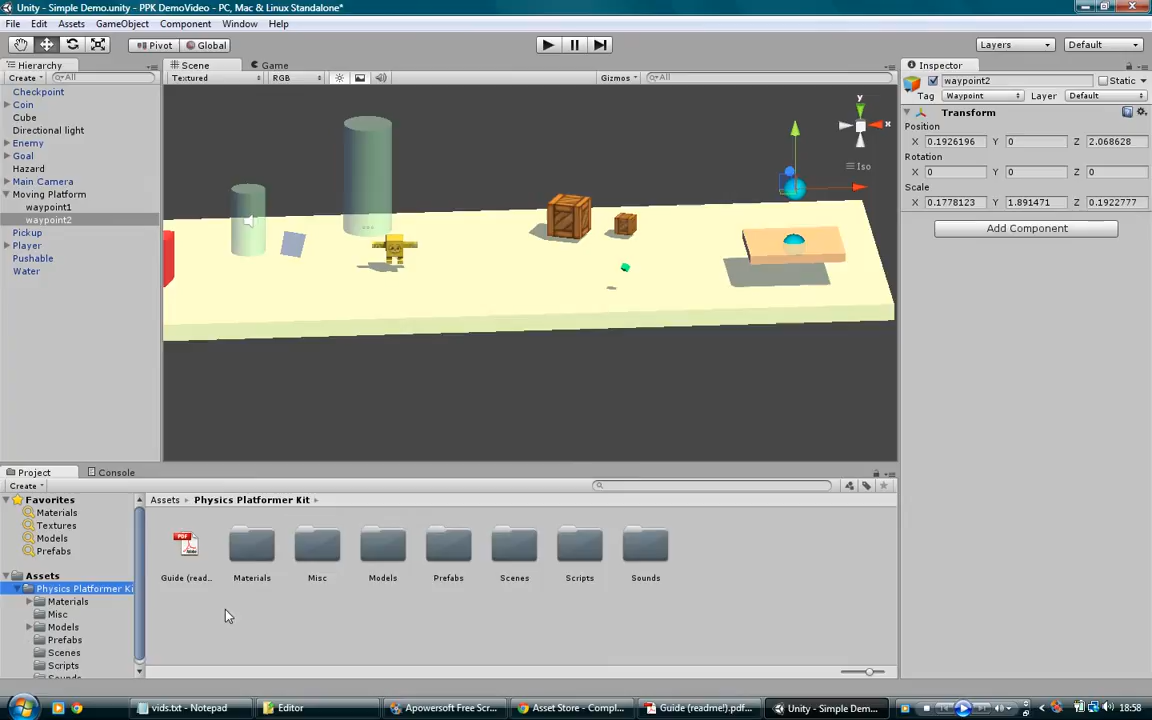 Unity - Simple Demo.unity - PPK DemoVideo - PC, Mac & Linux Standalone*
File Edit Assets GameObject Component Window Help
Pivot Global Layers Default
Hierarchy Scene Game Inspector
Create All Textured RGB Gizmos All
waypoint2 Static
Tag Waypoint Layer Default
Checkpoint
Coin
Cube
Directional light
Enemy
Goal
Hazard
Main Camera
Moving Platform
waypoint1
waypoint2
Pickup
Player
Pushable
Water
y
x
Iso
Transform
Position
X 0.1926196 Y 0 Z 2.068628
Rotation
X 0 Y 0 Z 0
Scale
X 0.1778123 Y 1.891471 Z 0.1922777
Add Component
Project Console
Create
Favorites
Materials
Textures
Models
Prefabs
Assets
Physics Platformer Kit
Materials
Misc
Models
Prefabs
Scenes
Scripts
Sounds
Assets Physics Platformer Kit
PDF
Guide (read... Materials Misc Models Prefabs Scenes Scripts Sounds
vids.txt - Notepad Editor Apowersoft Free Scr... Asset Store - Compl... Guide (readme!).pdf... Unity - Simple Dem... 18:58